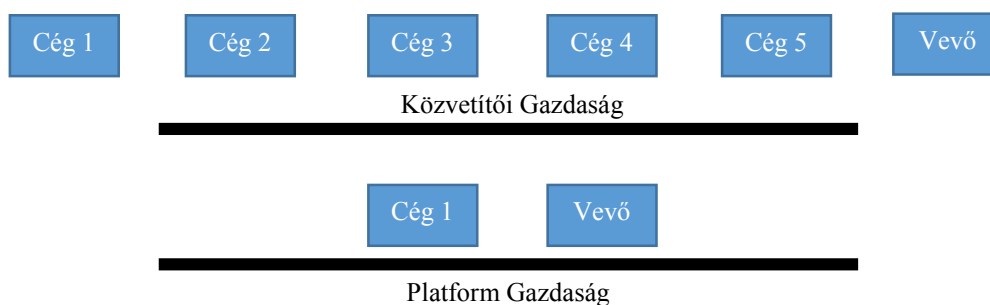 Cég 1 Cég 2 Cég 3 Cég 4 Cég 5 Vevő
Közvetítői Gazdaság
Cég 1 Vevő
Platform Gazdaság